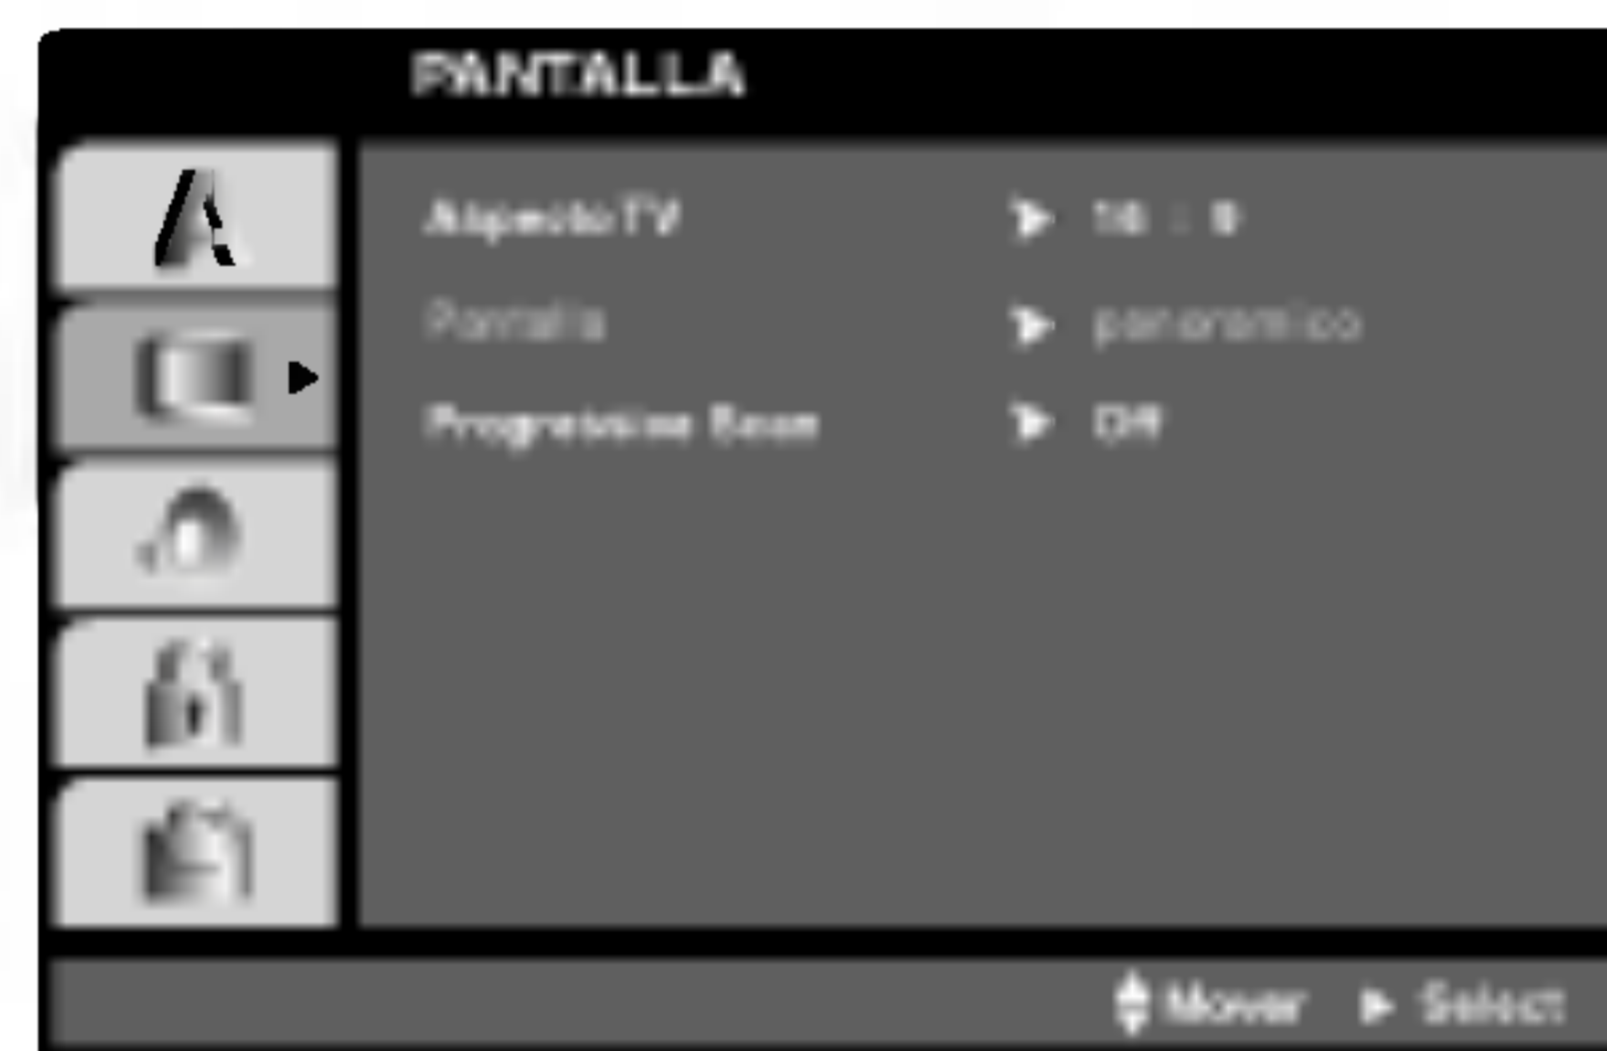 PANTALLA
Aspecto TV 16 : 9
Pantalla panoramico
Progressive Scan Off
Mover Select